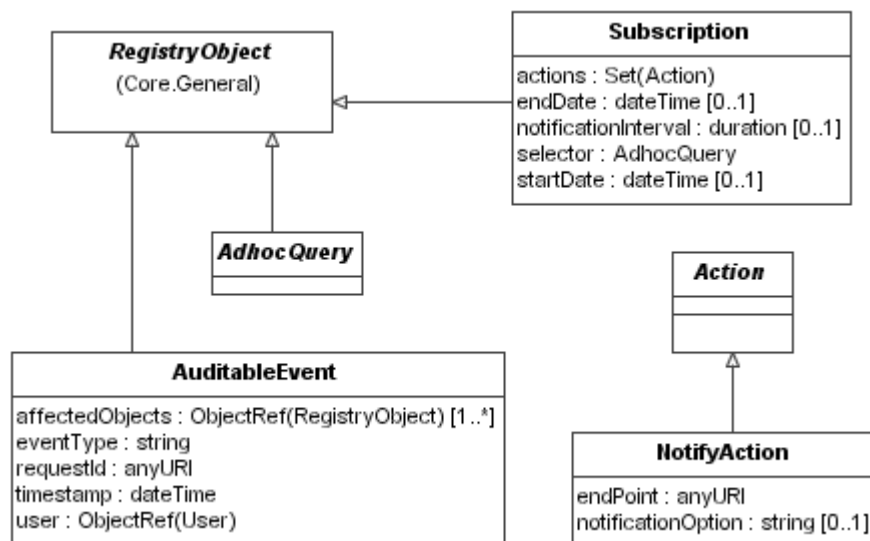 RegistryObject
(Core.General)
Subscription
actions : Set(Action)
endDate : dateTime [0..1]
notificationInterval : duration [0..1]
selector : AdhocQuery
startDate : dateTime [0..1]
AdhocQuery
Action
AuditableEvent
affectedObjects : ObjectRef(RegistryObject) [1..*]
eventType : string
requestId : anyURI
timestamp : dateTime
user : ObjectRef(User)
NotifyAction
endPoint : anyURI
notificationOption : string [0..1]